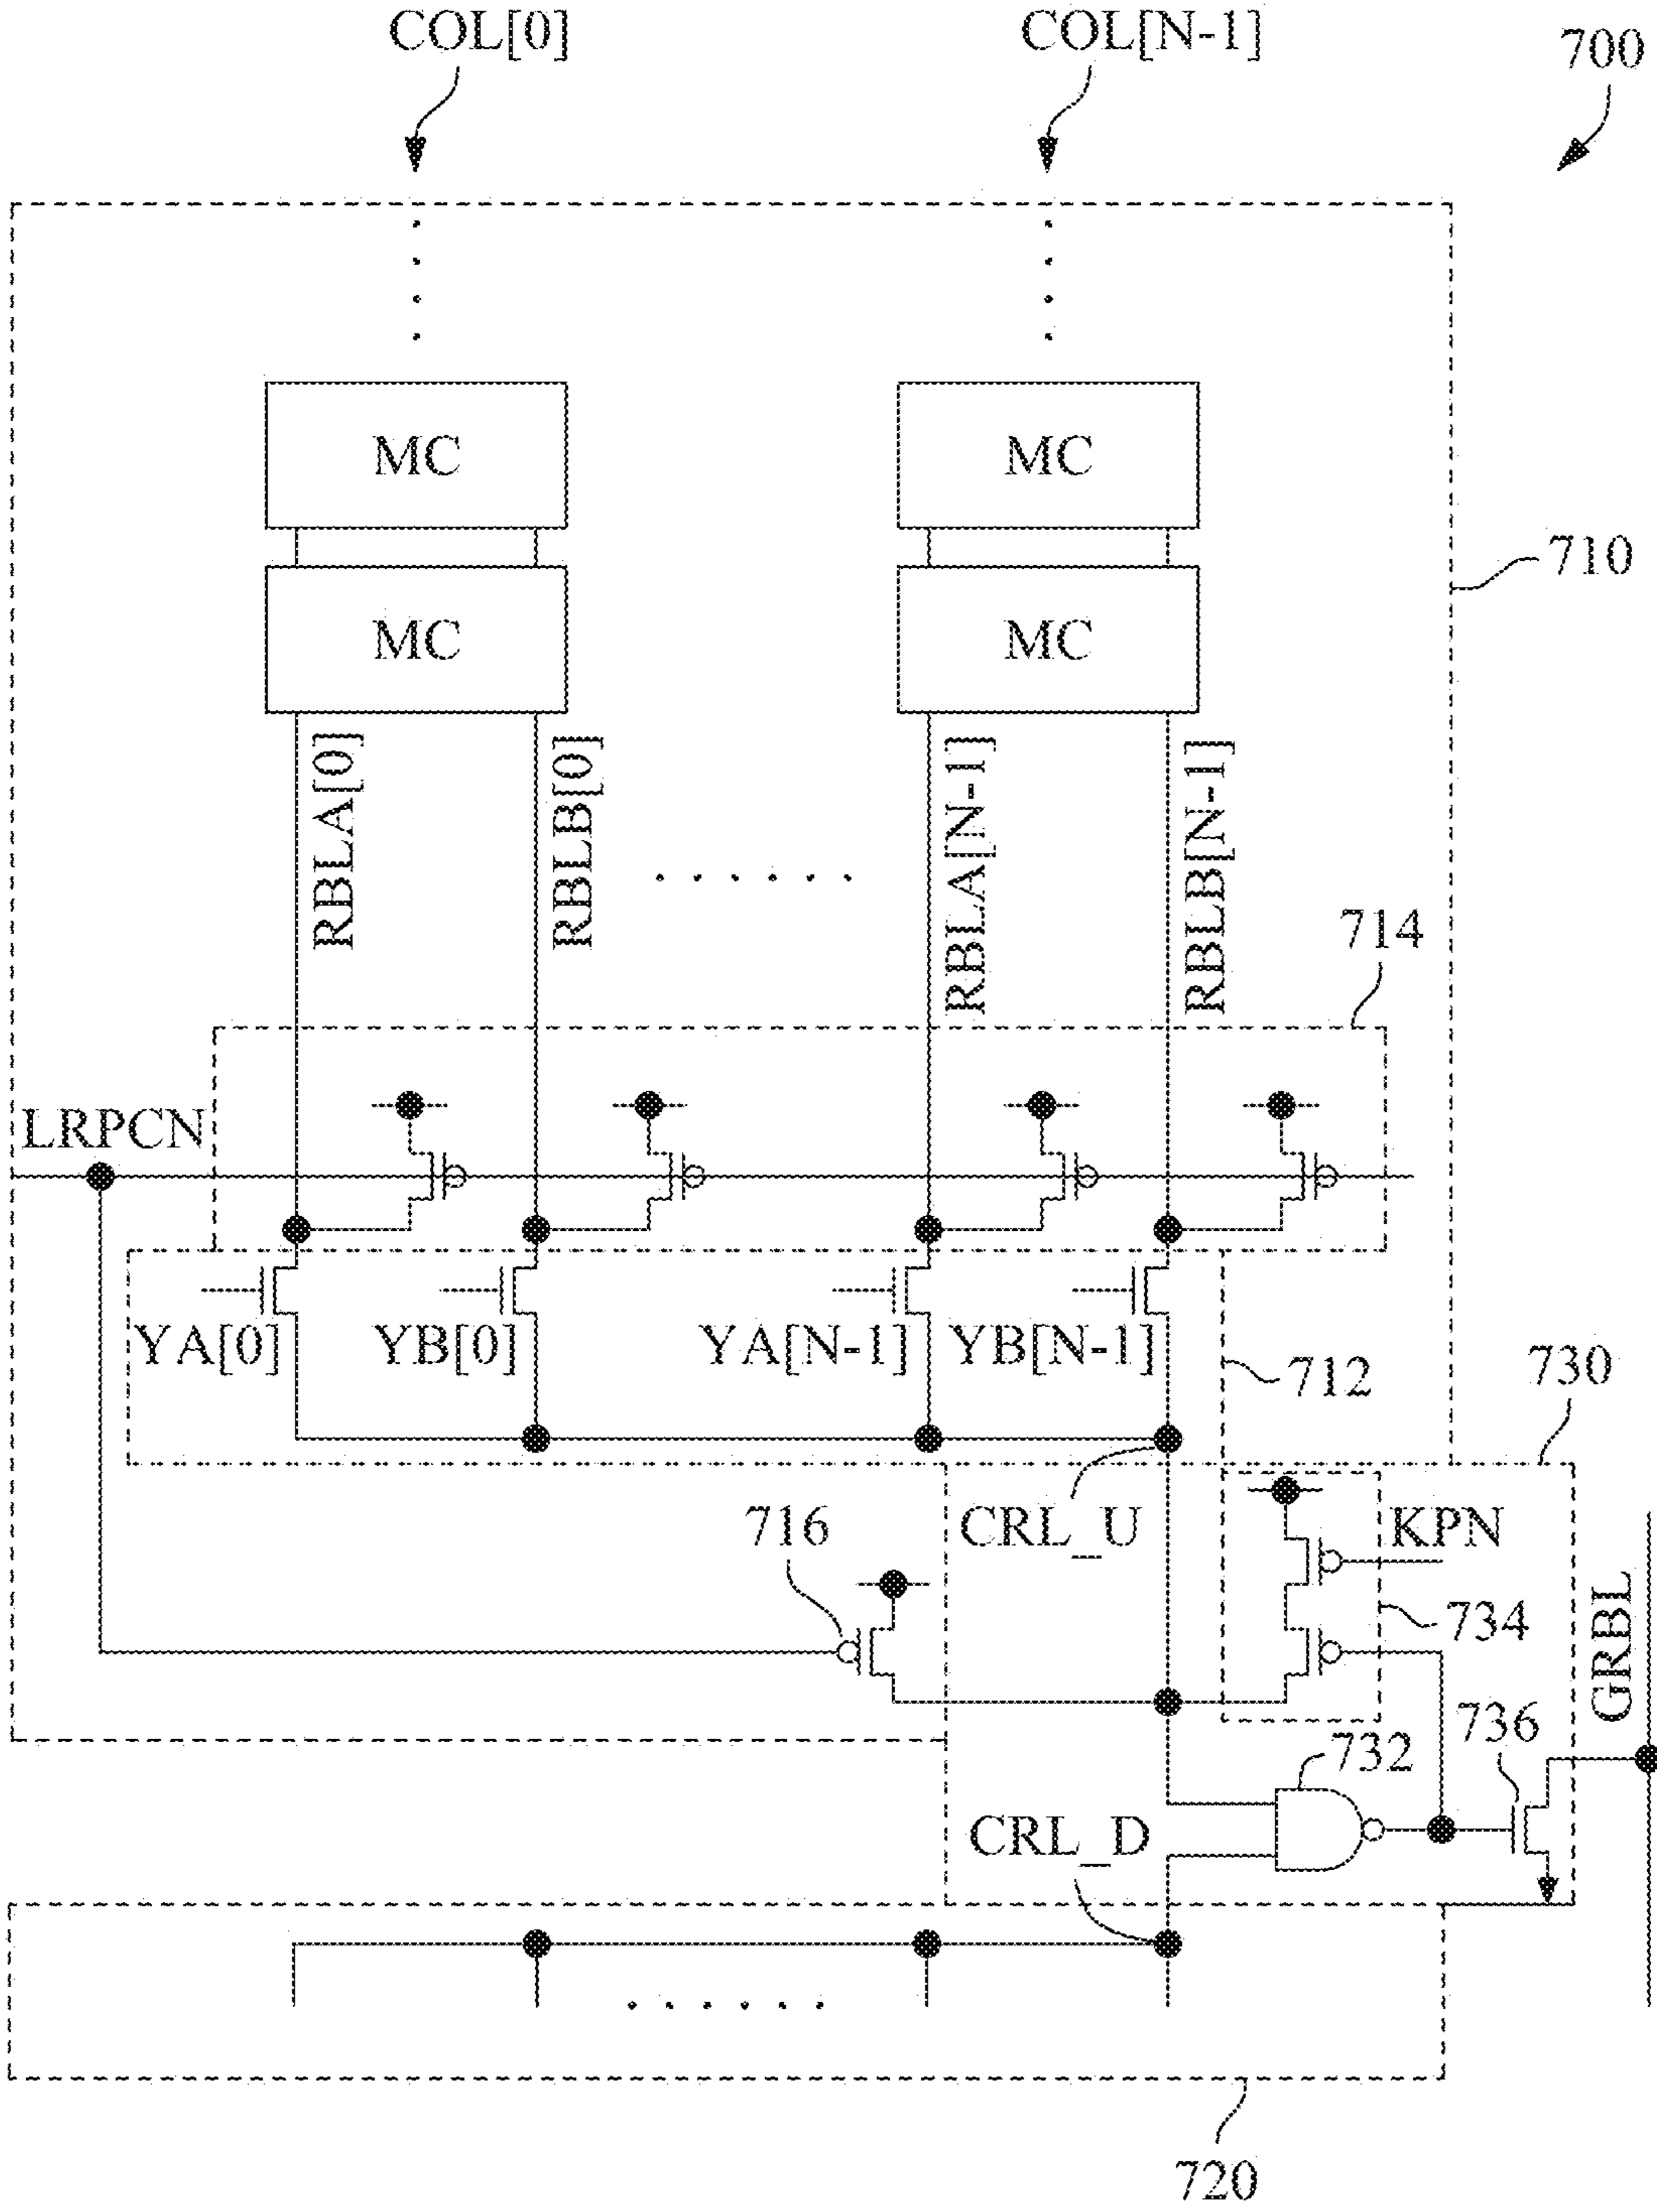 COL[0]
COL[N-1]
700
MC
MC
710
MC
MC
RBLA[0]
RBLB[0]
RBLA[N-1]
RBLB[N-1]
714
LRPCN
YA[0]
YB[0]
YA[N-1]
YB[N-1]
712
730
716
CRL_U
KPN
734
GRBL
736
732
CRL_D
720